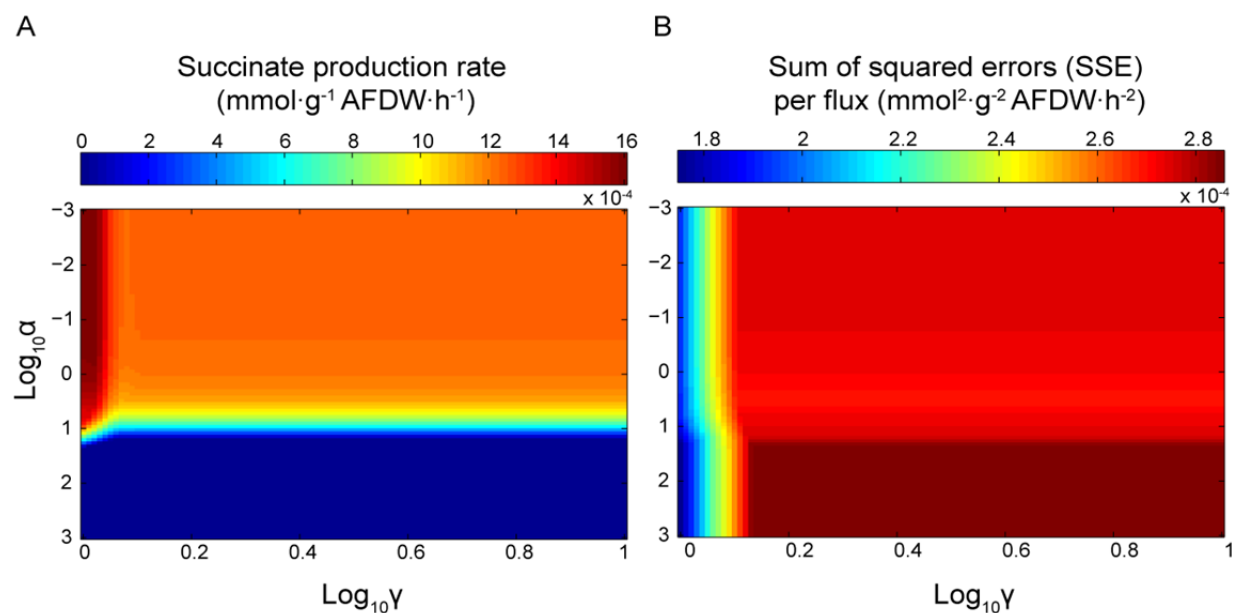 A
Succinate production rate
(mmol·g⁻¹ AFDW·h⁻¹)
0 2 4 6 8 10 12 14 16
x 10⁻⁴
-3
-2
-1
0
1
2
3
Log₁₀α
0 0.2 0.4 0.6 0.8 1
Log₁₀γ
B
Sum of squared errors (SSE)
per flux (mmol²·g⁻² AFDW·h⁻²)
1.8 2 2.2 2.4 2.6 2.8
x 10⁻⁴
-3
-2
-1
0
1
2
3
0 0.2 0.4 0.6 0.8 1
Log₁₀γ